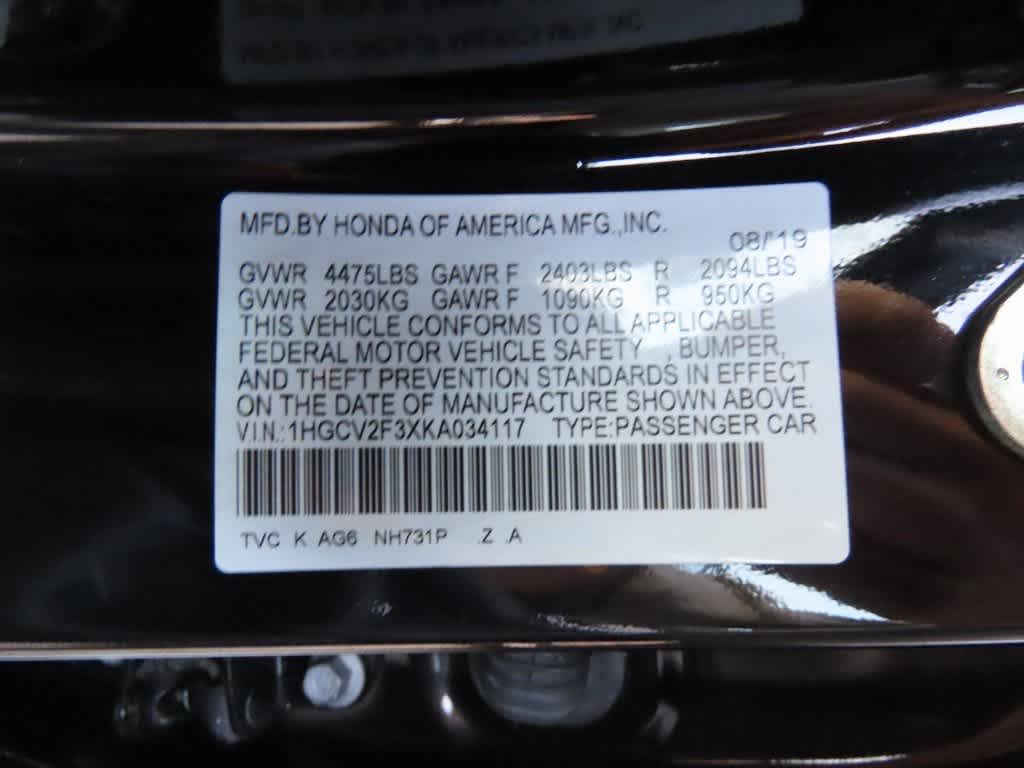 MFD.BY HONDA OF AMERICA MFG.,INC.
08/19
GVWR 4475LBS GAWR F 2403LBS R 2094LBS
GVWR 2030KG GAWR F 1090KG R 950KG
THIS VEHICLE CONFORMS TO ALL APPLICABLE
FEDERAL MOTOR VEHICLE SAFETY , BUMPER,
AND THEFT PREVENTION STANDARDS IN EFFECT
ON THE DATE OF MANUFACTURE SHOWN ABOVE.
V.I.N.:1HGCV2F3XKA034117 TYPE:PASSENGER CAR
TVC K AG6 NH731P .Z .A